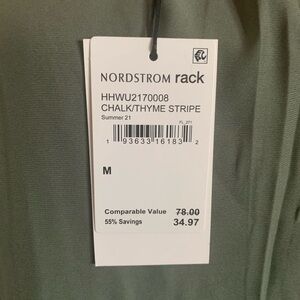 NORDSTROM rack
HHWU2170008
CHALK/THYME STRIPE
Summer 21
FL_271
1 93633 16183 2
M
Comparable Value 78.00
55% Savings 34.97